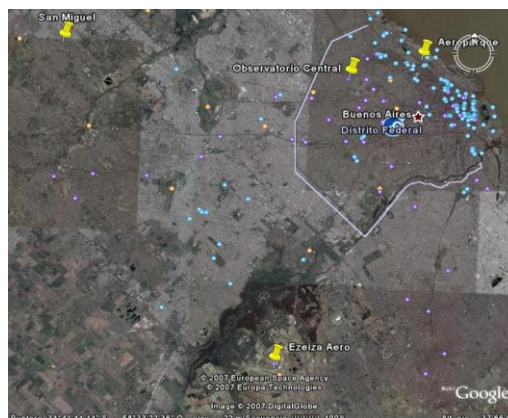 San Miguel
Aeroparque
Observatorio Central
Buenos Aires
Distrito Federal
Ezeiza Aero
© 2007 European Space Agency
© 2007 Europa Technologies
Image © 2007 DigitalGlobe
Google